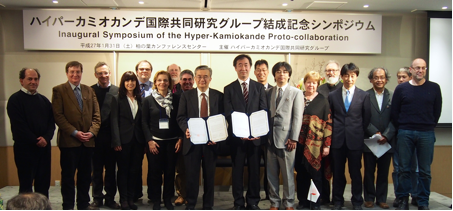 ハイパーカミオカンデ国際共同研究グループ結成記念シンポジウム
Inaugural Symposium of the Hyper-Kamiokande Proto-collaboration
平成27年1月31日（土）柏の葉カンファレンスセンター　主催 ハイパーカミオカンデ国際共同研究グループ